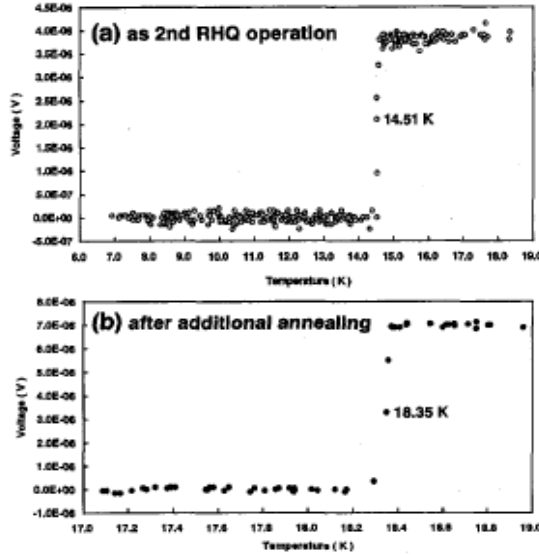 (a) as 2nd RHQ operation
4.5E-06
4.0E-06
3.5E-06
3.0E-06
2.5E-06
2.0E-06
1.5E-06
1.0E-06
5.0E-07
0.0E+00
-5.0E-07
Voltage ( V )
14.51 K
6.0 7.0 8.0 9.0 10.0 11.0 12.0 13.0 14.0 15.0 16.0 17.0 18.0 19.0
Temperature ( K )
(b) after additional annealing
8.0E-06
7.0E-06
6.0E-06
5.0E-06
4.0E-06
3.0E-06
2.0E-06
1.0E-06
0.0E+00
-1.0E-06
Voltage ( V )
18.35 K
17.0 17.2 17.4 17.6 17.8 18.0 18.2 18.4 18.6 18.8 19.0
Temperature ( K )